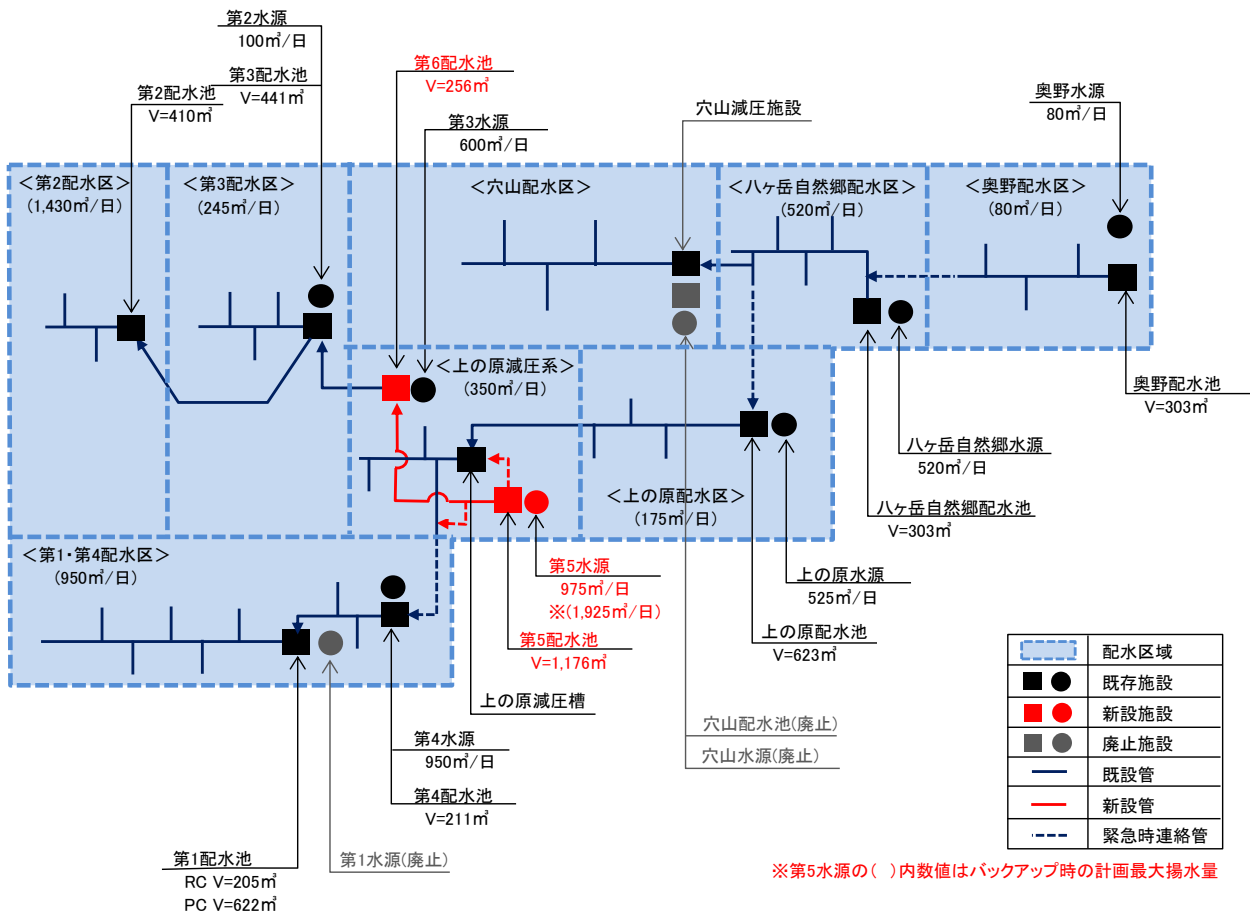 第2水源
100㎥/日
第3配水池
V=441㎥
第2配水池
V=410㎥
第6配水池
V=256㎥
第3水源
600㎥/日
穴山減圧施設
奥野水源
80㎥/日
＜第2配水区＞
(1,430㎥/日)
＜第3配水区＞
(245㎥/日)
＜穴山配水区＞
＜八ヶ岳自然郷配水区＞
(520㎥/日)
＜奥野配水区＞
(80㎥/日)
＜上の原減圧系＞
(350㎥/日)
奥野配水池
V=303㎥
八ヶ岳自然郷水源
520㎥/日
＜上の原配水区＞
(175㎥/日)
八ヶ岳自然郷配水池
V=303㎥
＜第1・第4配水区＞
(950㎥/日)
第5水源
975㎥/日
※(1,925㎥/日)
第5配水池
V=1,176㎥
上の原水源
525㎥/日
上の原配水池
V=623㎥
上の原減圧槽
穴山配水池(廃止)
穴山水源(廃止)
第4水源
950㎥/日
第4配水池
V=211㎥
第1配水池
RC V=205㎥
PC V=622㎥
第1水源(廃止)
配水区域
既存施設
新設施設
廃止施設
既設管
新設管
緊急時連絡管
※第5水源の( )内数値はバックアップ時の計画最大揚水量